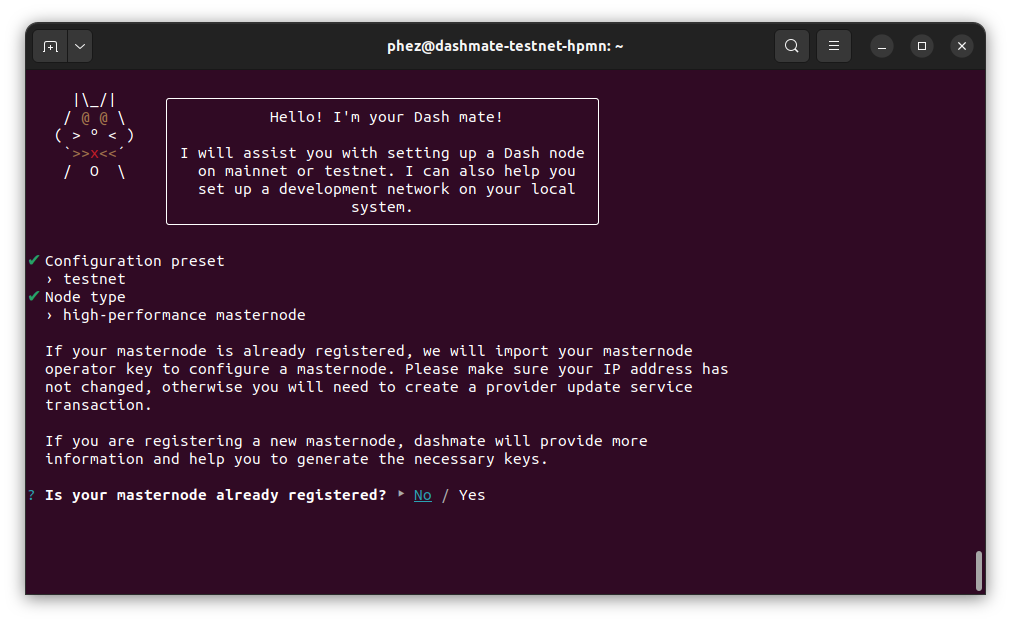 phez@dashmate-testnet-hpmn: ~
|\_/|
/ @ @ \
( > º < )
`>>x<<´
/  O  \
Hello! I'm your Dash mate!
I will assist you with setting up a Dash node
on mainnet or testnet. I can also help you
set up a development network on your local
system.
✔ Configuration preset
› testnet
✔ Node type
› high-performance masternode
If your masternode is already registered, we will import your masternode
operator key to configure a masternode. Please make sure your IP address has
not changed, otherwise you will need to create a provider update service
transaction.
If you are registering a new masternode, dashmate will provide more
information and help you to generate the necessary keys.
? Is your masternode already registered? ‣ No / Yes